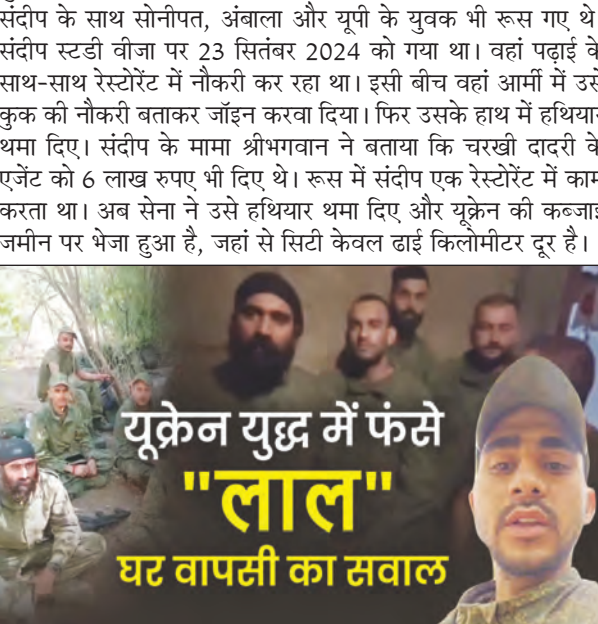 संदीप के साथ सोनीपत, अंबाला और यूपी के युवक भी रूस गए थे
संदीप स्टडी वीजा पर 23 सितंबर 2024 को गया था। वहां पढ़ाई के
साथ-साथ रेस्टोरेंट में नौकरी कर रहा था। इसी बीच वहां आर्मी में उसे
कुक की नौकरी बताकर जॉइन करवा दिया। फिर उसके हाथ में हथियार
थमा दिए। संदीप के मामा श्रीभगवान ने बताया कि चरखी दादरी के
एजेंट को 6 लाख रुपए भी दिए थे। रूस में संदीप एक रेस्टोरेंट में काम
करता था। अब सेना ने उसे हथियार थमा दिए और यूक्रेन की कब्जाई
जमीन पर भेजा हुआ है, जहां से सिटी केवल ढाई किलोमीटर दूर है।
यूक्रेन युद्ध में फंसे
"लाल"
घर वापसी का सवाल